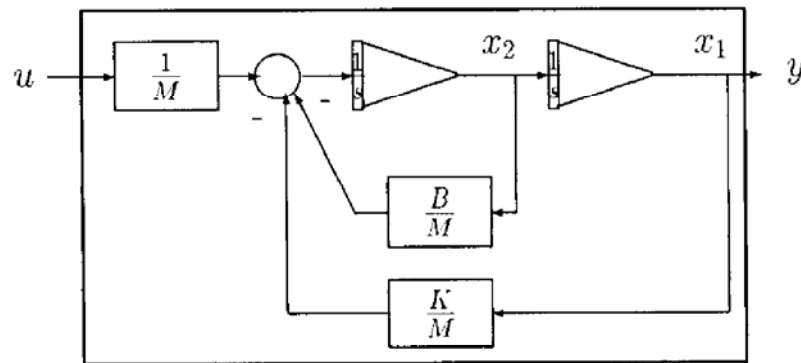 x₂ x₁
u 1/M 1/s 1/s y
- -
B/M
K/M